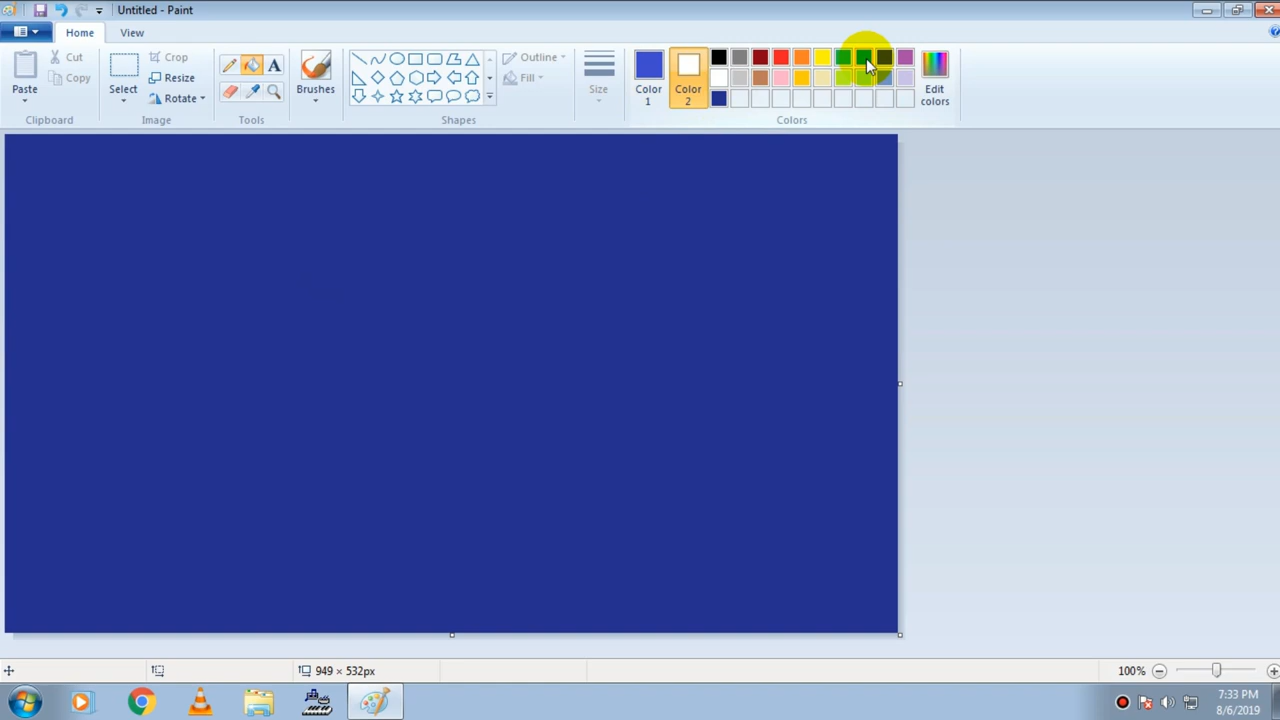 Untitled - Paint
Home
View
Paste
Cut
Copy
Clipboard
Select
Crop
Resize
Rotate
Image
A
Tools
Brushes
Outline
Fill
Shapes
Size
Color
1
Color
2
Edit
colors
Colors
949 × 532px
100%
7:33 PM
8/6/2019